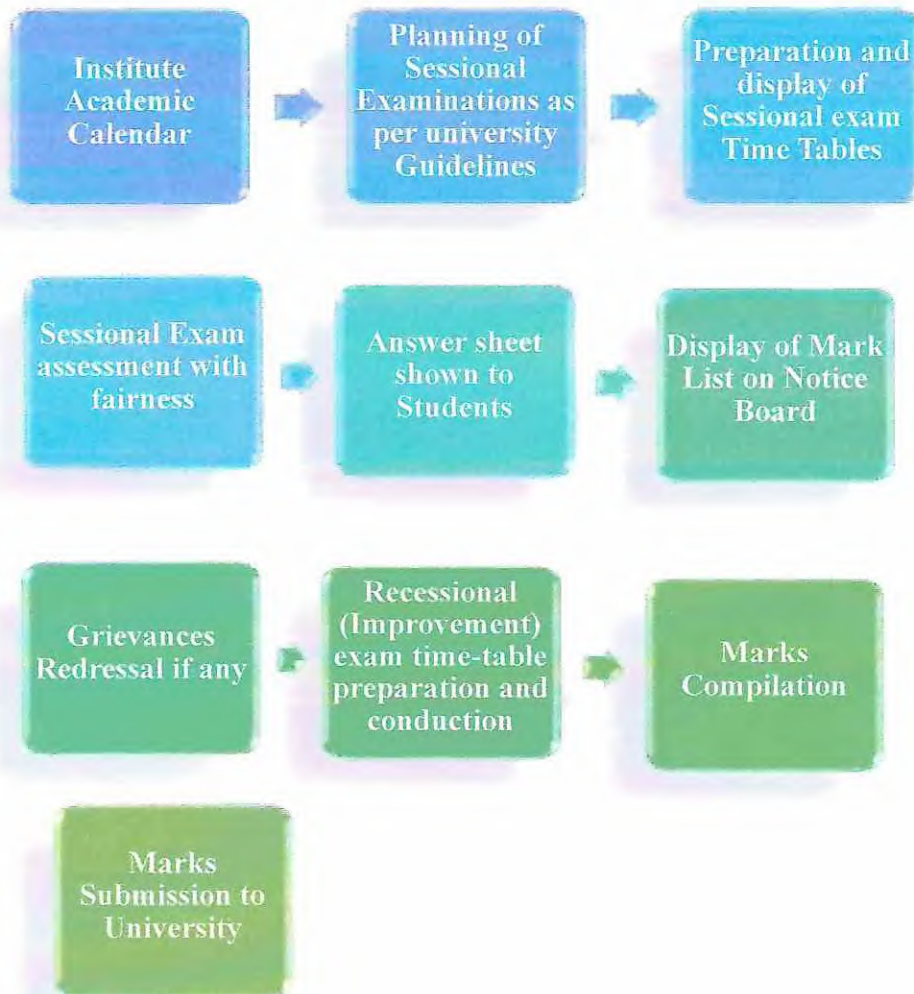 Institute
Academic
Calendar
Planning of
Sessional
Examinations as
per university
Guidelines
Preparation and
display of
Sessional exam
Time Tables
Sessional Exam
assessment with
fairness
Answer sheet
shown to
Students
Display of Mark
List on Notice
Board
Grievances
Redressal if any
Recessional
(Improvement)
exam time-table
preparation and
conduction
Marks
Compilation
Marks
Submission to
University